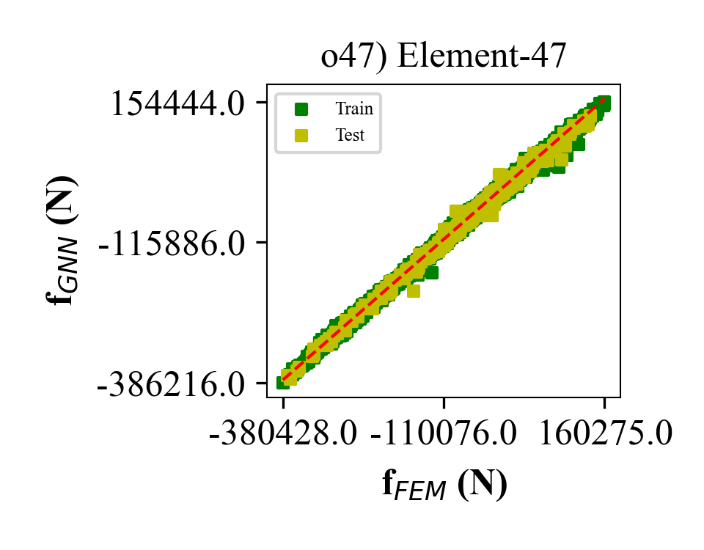 o47) Element-47
154444.0
Train
Test
-115886.0
f_GNN (N)
-386216.0
-380428.0 -110076.0 160275.0
f_FEM (N)